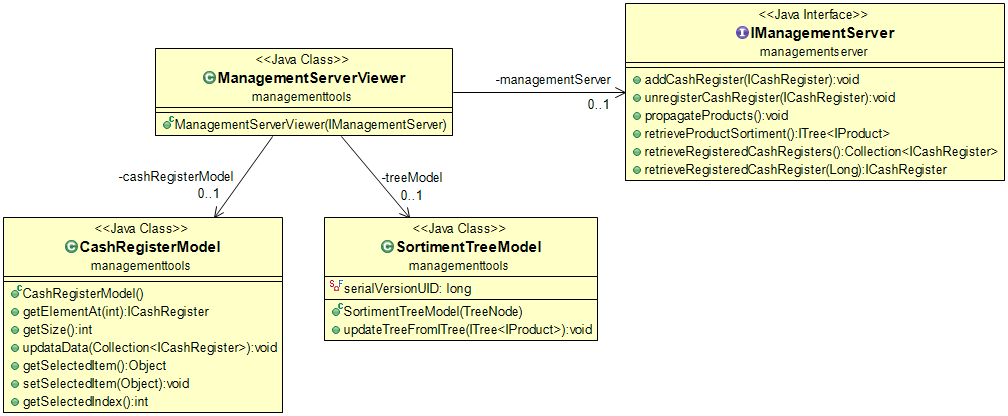 <<Java Interface>>
IManagementServer
managementserver
addCashRegister(ICashRegister):void
unregisterCashRegister(ICashRegister):void
propagateProducts():void
retrieveProductSortiment():ITree<IProduct>
retrieveRegisteredCashRegisters():Collection<ICashRegister>
retrieveRegisteredCashRegister(Long):ICashRegister
<<Java Class>>
ManagementServerViewer
managementtools
ManagementServerViewer(IManagementServer)
-managementServer
0..1
-cashRegisterModel
0..1
-treeModel
0..1
<<Java Class>>
CashRegisterModel
managementtools
CashRegisterModel()
getElementAt(int):ICashRegister
getSize():int
updataData(Collection<ICashRegister>):void
getSelectedItem():Object
setSelectedItem(Object):void
getSelectedIndex():int
<<Java Class>>
SortimentTreeModel
managementtools
serialVersionUID: long
SortimentTreeModel(TreeNode)
updateTreeFromITree(ITree<IProduct>):void